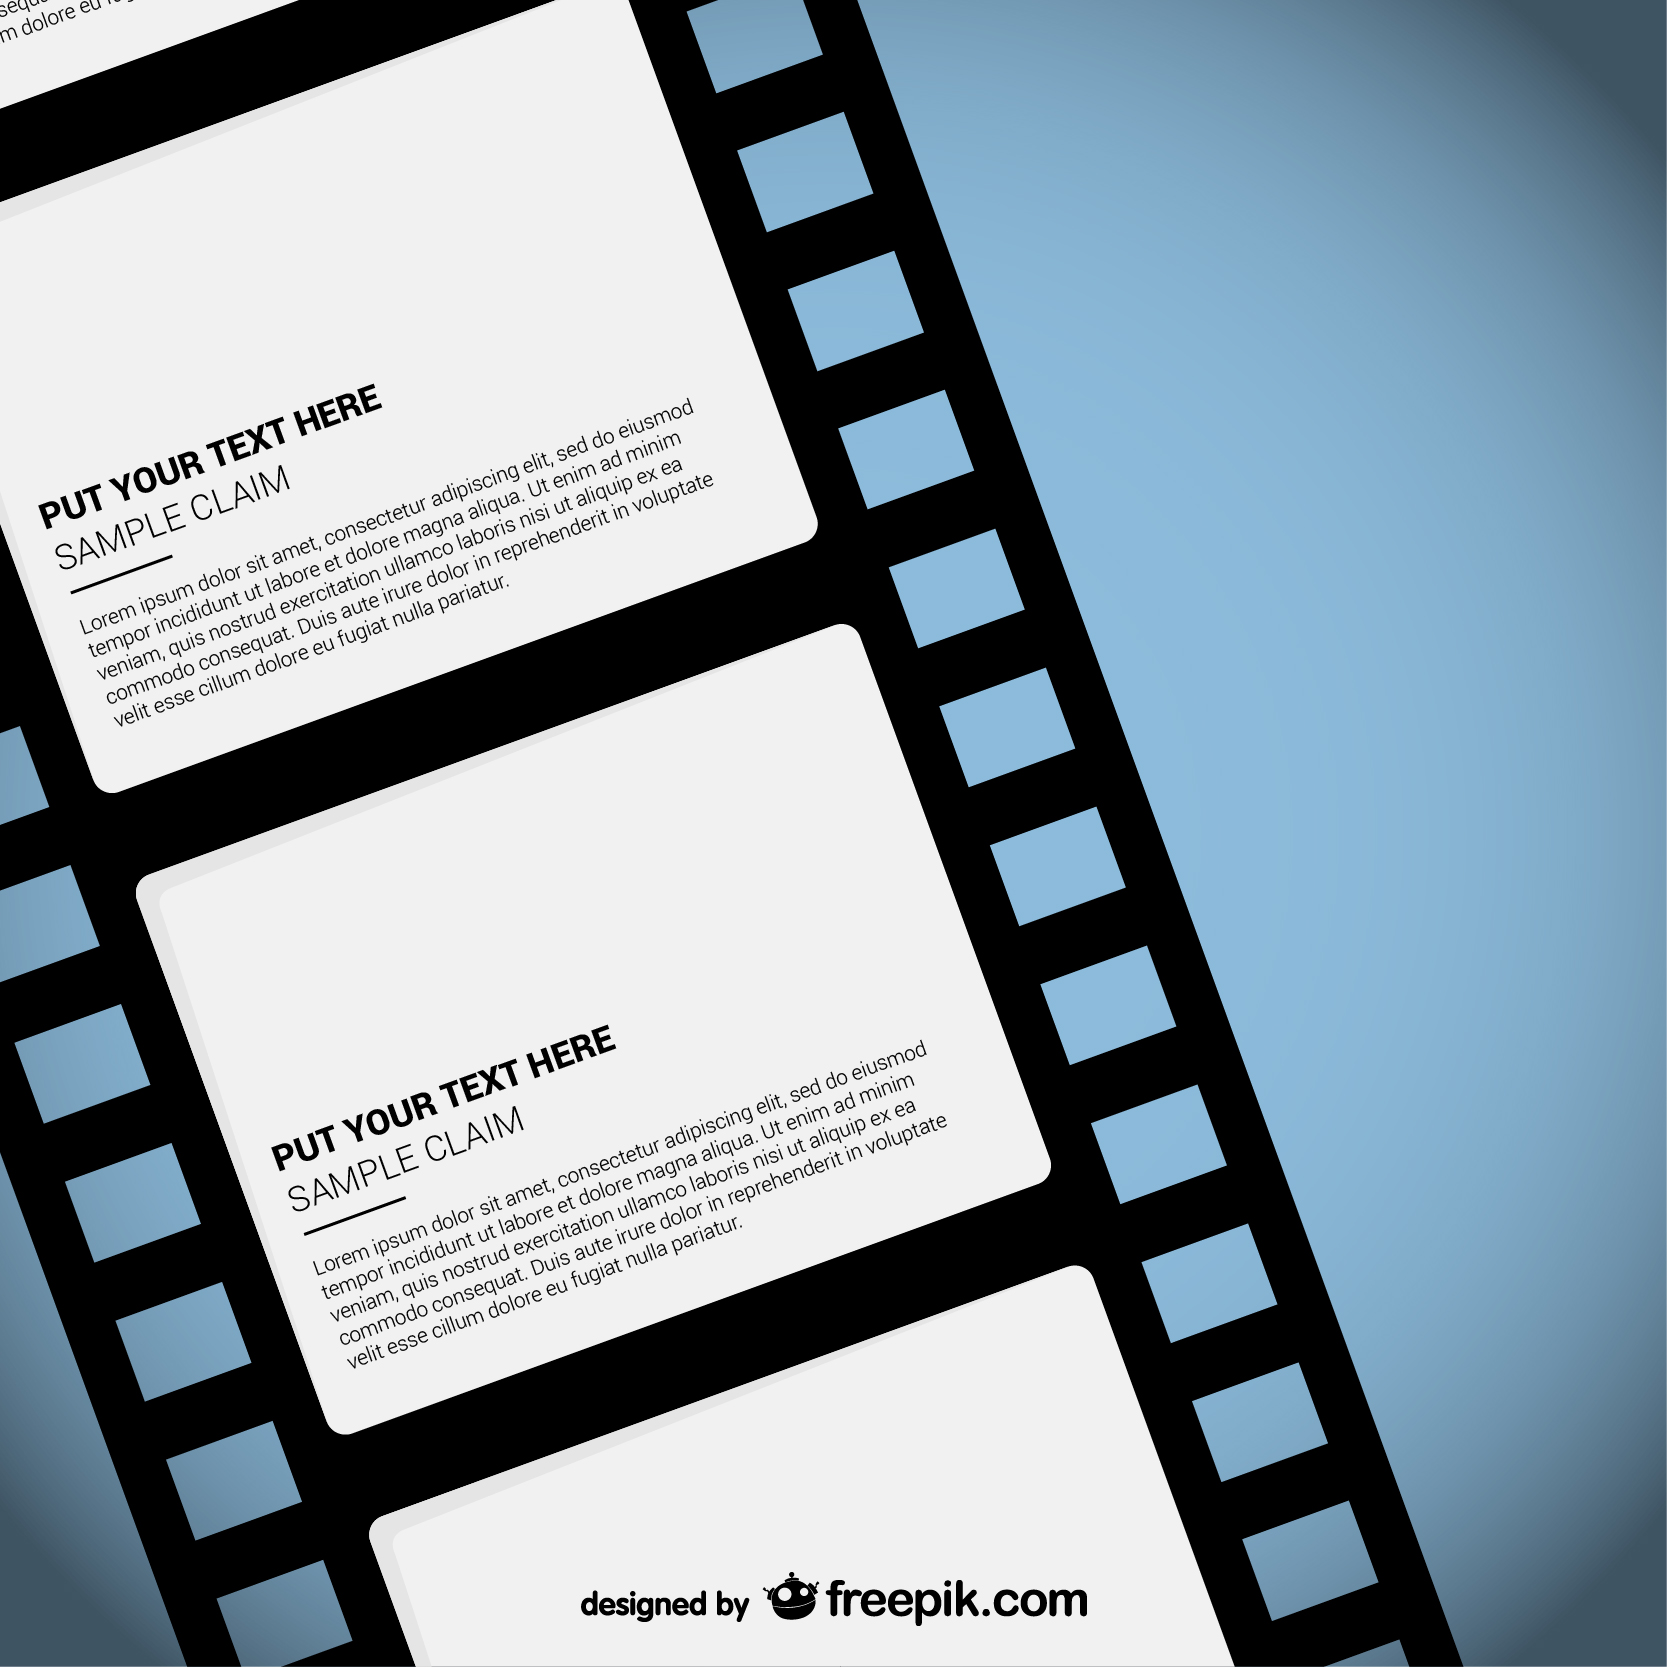 m dolore eu
PUT YOUR TEXT HERE
SAMPLE CLAIM
Lorem ipsum dolor sit amet, consectetur adipiscing elit, sed do eiusmod
tempor incididunt ut labore et dolore magna aliqua. Ut enim ad minim
veniam, quis nostrud exercitation ullamco laboris nisi ut aliquip ex ea
commodo consequat. Duis aute irure dolor in reprehenderit in voluptate
velit esse cillum dolore eu fugiat nulla pariatur.
PUT YOUR TEXT HERE
SAMPLE CLAIM
Lorem ipsum dolor sit amet, consectetur adipiscing elit, sed do eiusmod
tempor incididunt ut labore et dolore magna aliqua. Ut enim ad minim
veniam, quis nostrud exercitation ullamco laboris nisi ut aliquip ex ea
commodo consequat. Duis aute irure dolor in reprehenderit in voluptate
velit esse cillum dolore eu fugiat nulla pariatur.
designed by freepik.com